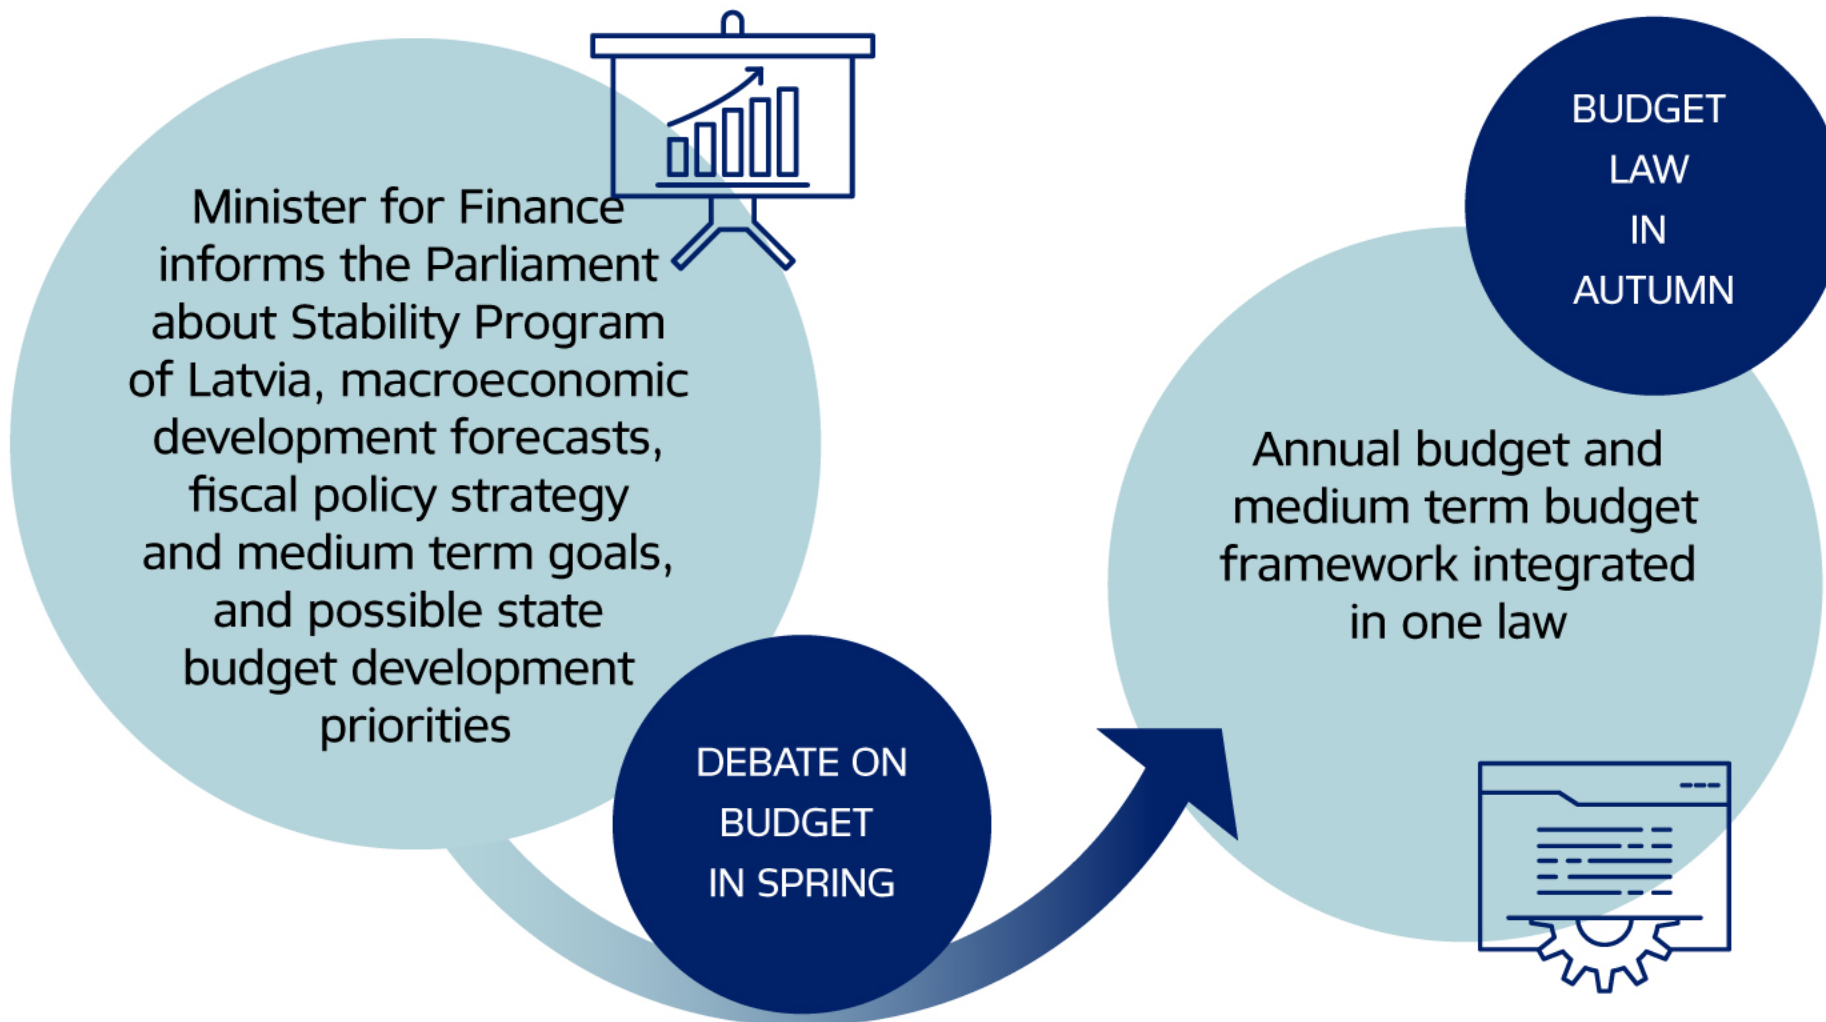 Minister for Finance
informs the Parliament
about Stability Program
of Latvia, macroeconomic
development forecasts,
fiscal policy strategy
and medium term goals,
and possible state
budget development
priorities
DEBATE ON
BUDGET
IN SPRING
BUDGET
LAW
IN
AUTUMN
Annual budget and
medium term budget
framework integrated
in one law